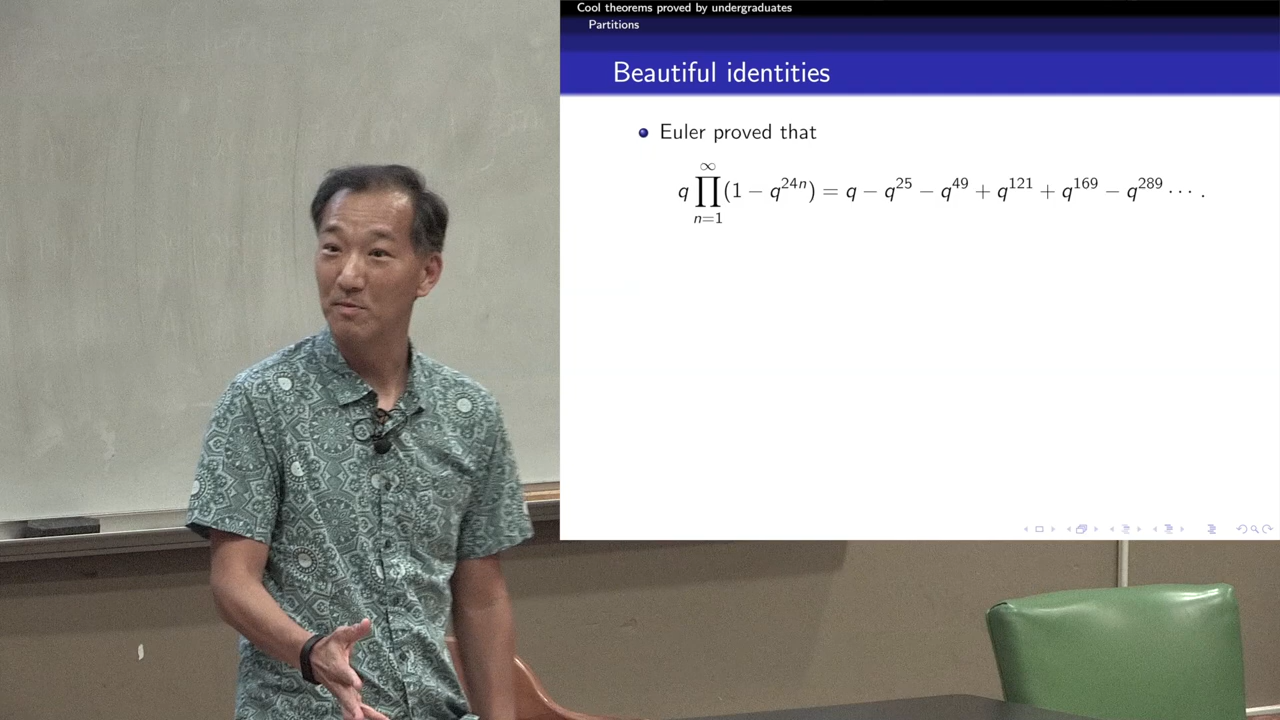 Cool theorems proved by undergraduates
Partitions
Beautiful identities
Euler proved that
q ∏_{n=1}^{∞} (1 − q^{24n}) = q − q^{25} − q^{49} + q^{121} + q^{169} − q^{289} ⋯ .